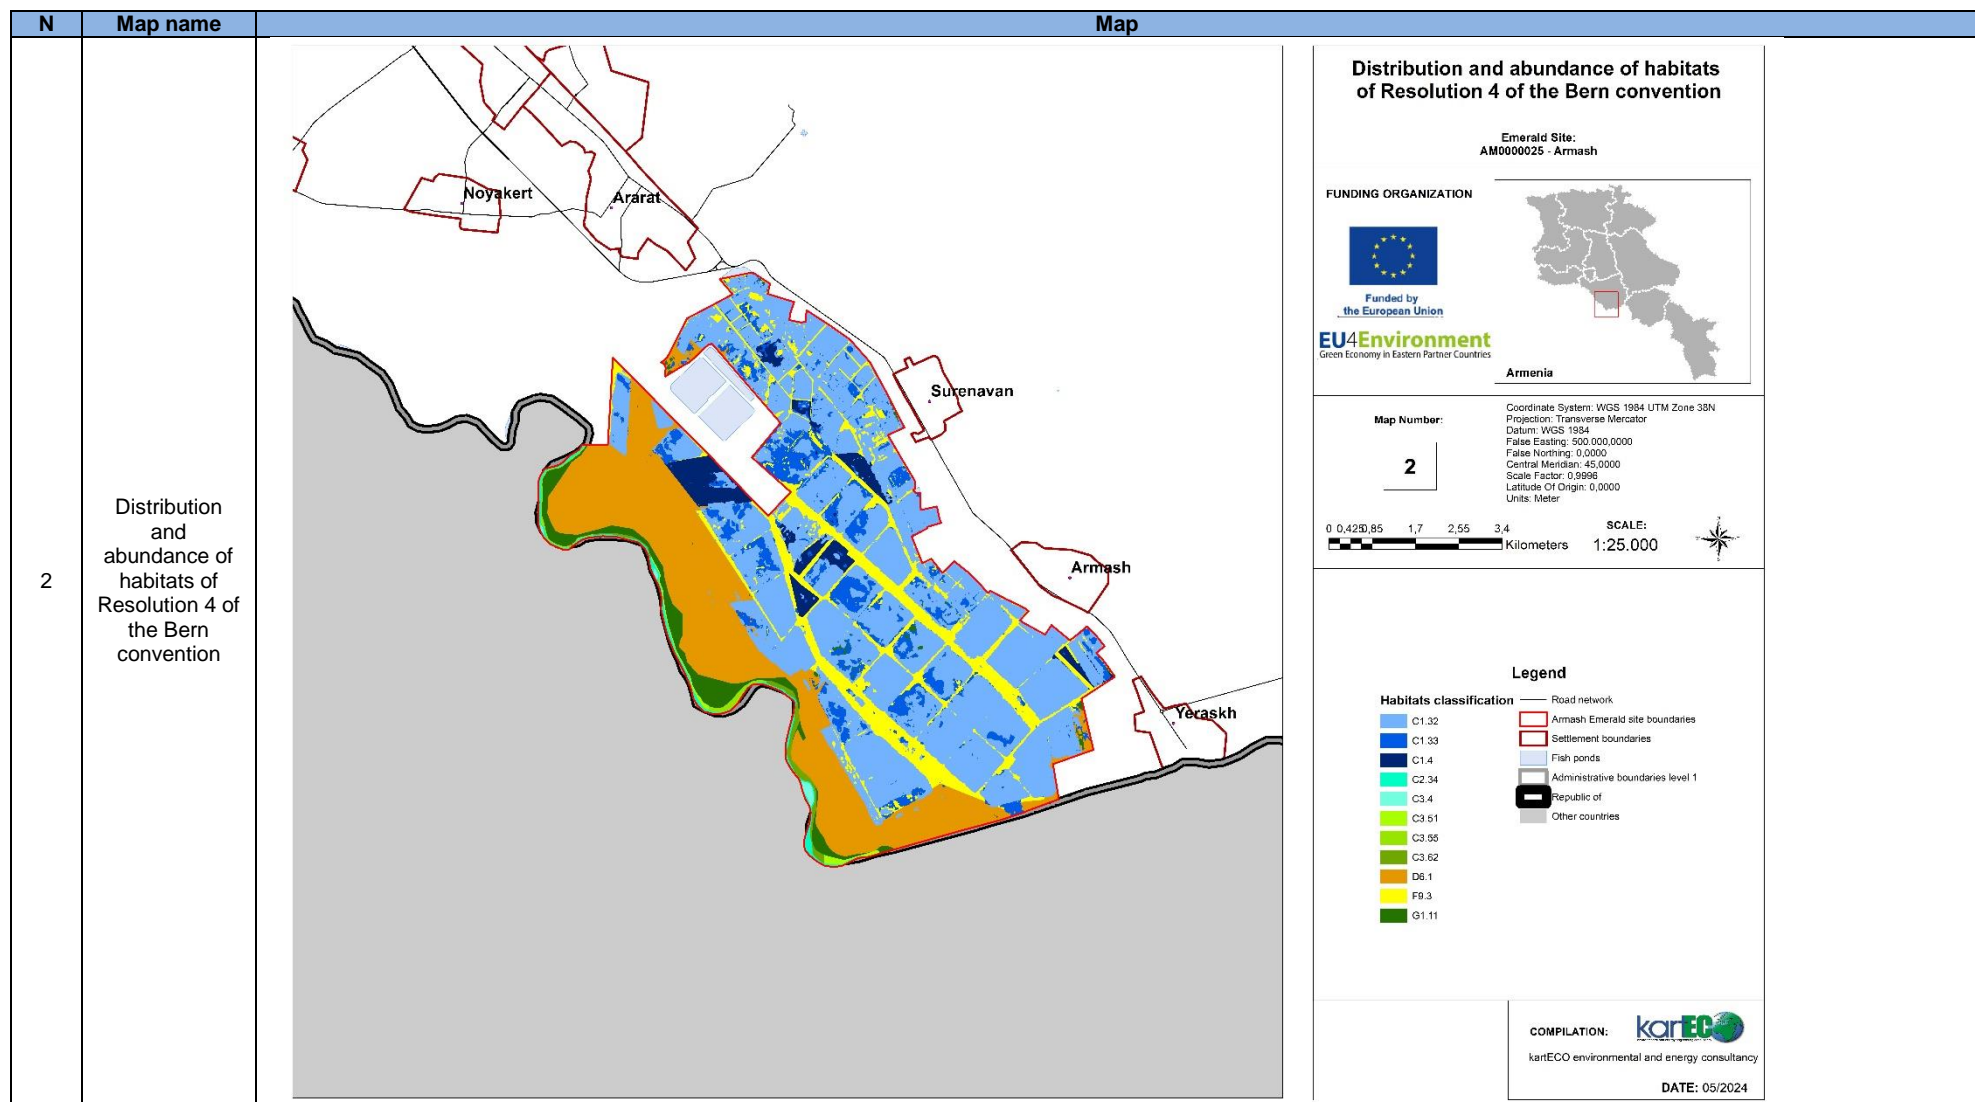 N Map name Map
2
Distribution
and
abundance of
habitats of
Resolution 4 of
the Bern
convention
Noyakert
Ararat
Surenavan
Armash
Yeraskh
Distribution and abundance of habitats
of Resolution 4 of the Bern convention
Emerald Site:
AM0000025 - Armash
FUNDING ORGANIZATION
Funded by
the European Union
EU4Environment
Green Economy in Eastern Partner Countries
Armenia
Map Number:
2
Coordinate System: WGS 1984 UTM Zone 38N
Projection: Transverse Mercator
Datum: WGS 1984
False Easting: 500.000,0000
False Northing: 0,0000
Central Meridian: 45,0000
Scale Factor: 0,9996
Latitude Of Origin: 0,0000
Units: Meter
0 0,425 0,85 1,7 2,55 3,4
Kilometers
SCALE:
1:25.000
Legend
Habitats classification
C1.32
C1.33
C1.4
C2.34
C3.4
C3.51
C3.55
C3.62
D6.1
F9.3
G1.11
Road network
Armash Emerald site boundaries
Settlement boundaries
Fish ponds
Administrative boundaries level 1
Republic of
Other countries
COMPILATION:
kartECO
kartECO environmental and energy consultancy
DATE: 05/2024